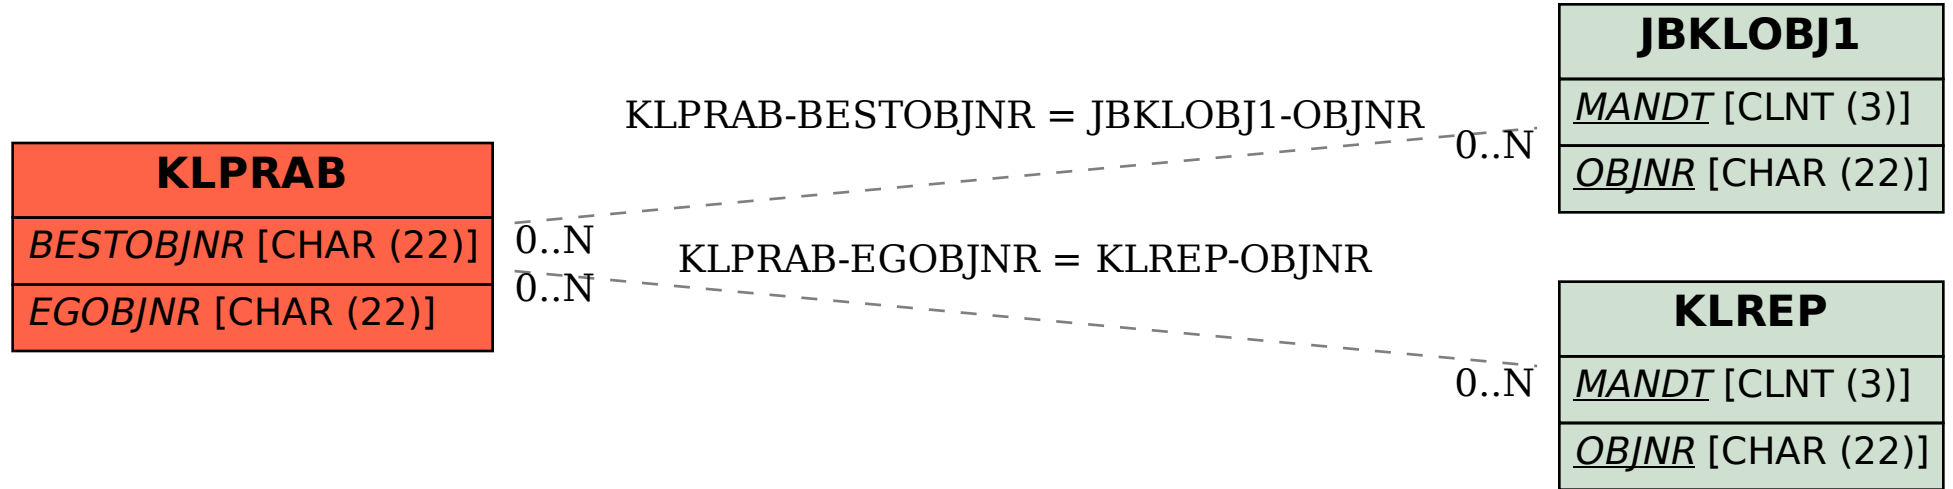 KLPRAB
BESTOBJNR [CHAR (22)]
EGOBJNR [CHAR (22)]
KLPRAB-BESTOBJNR = JBKLOBJ1-OBJNR
0..N
0..N
KLPRAB-EGOBJNR = KLREP-OBJNR
0..N
0..N
JBKLOBJ1
MANDT [CLNT (3)]
OBJNR [CHAR (22)]
KLREP
MANDT [CLNT (3)]
OBJNR [CHAR (22)]